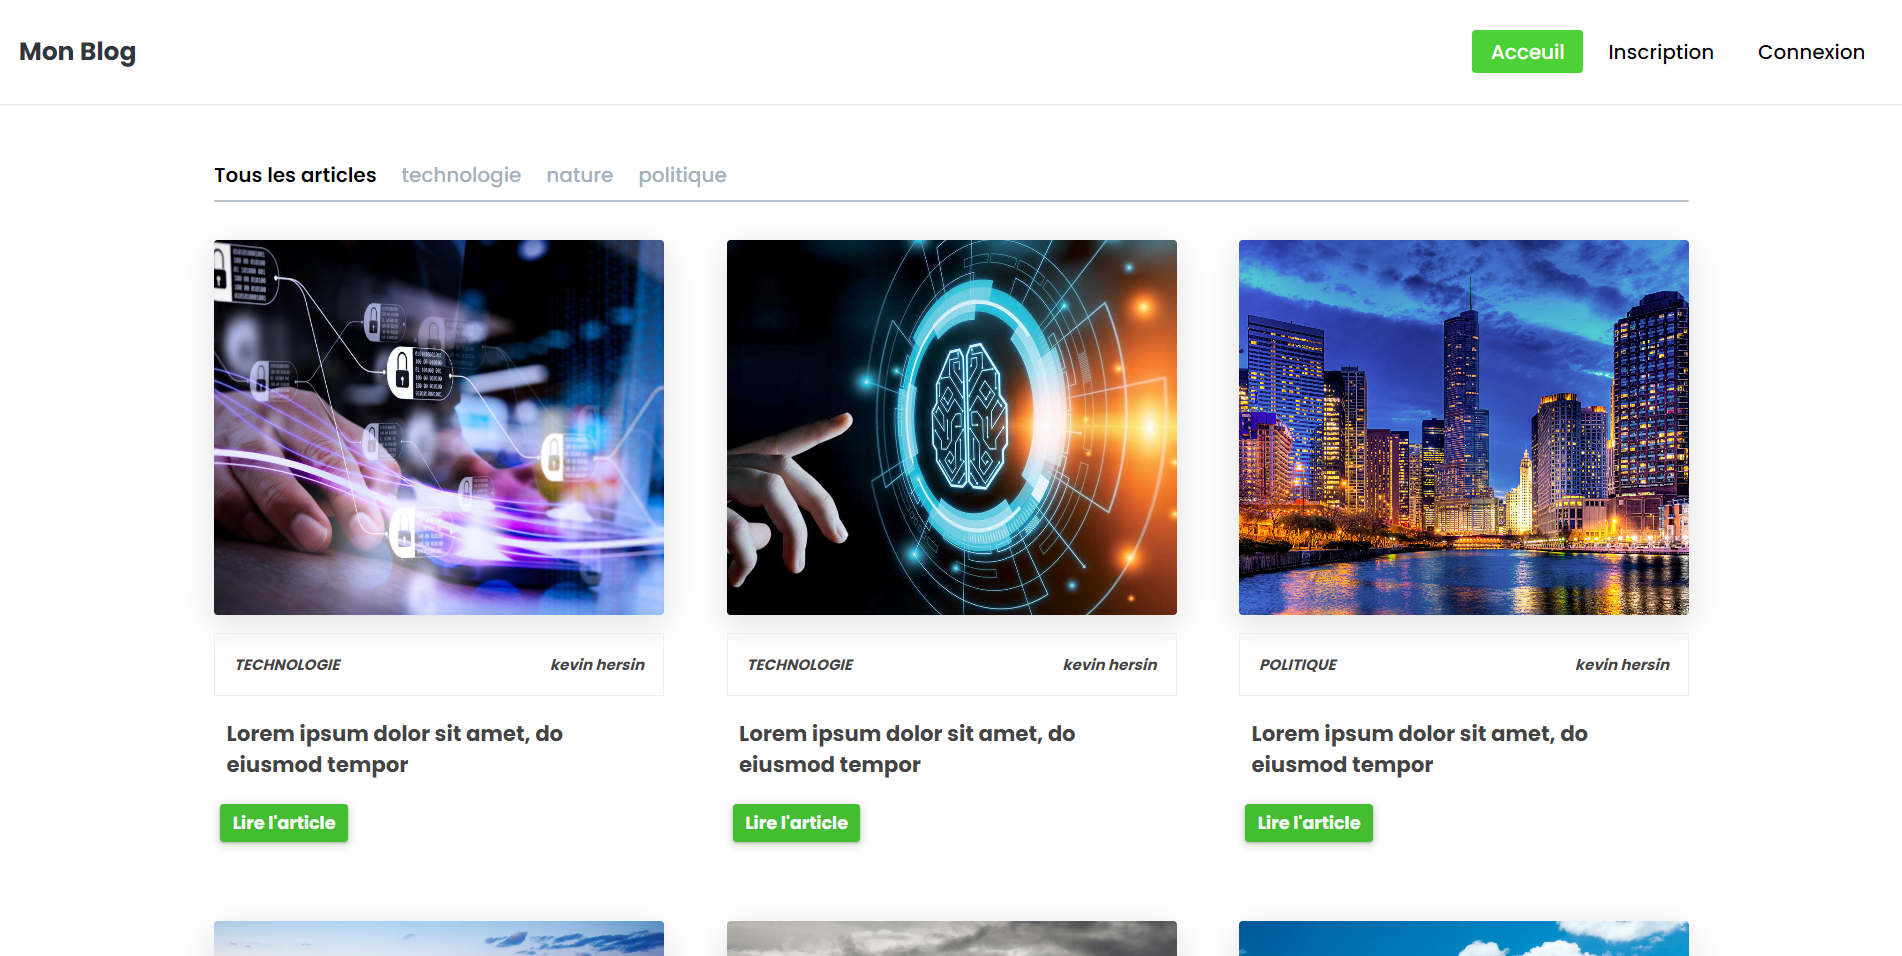 Mon Blog
Acceuil
Inscription
Connexion
Tous les articles
technologie
nature
politique
TECHNOLOGIE
kevin hersin
Lorem ipsum dolor sit amet, do
eiusmod tempor
Lire l'article
TECHNOLOGIE
kevin hersin
Lorem ipsum dolor sit amet, do
eiusmod tempor
Lire l'article
POLITIQUE
kevin hersin
Lorem ipsum dolor sit amet, do
eiusmod tempor
Lire l'article